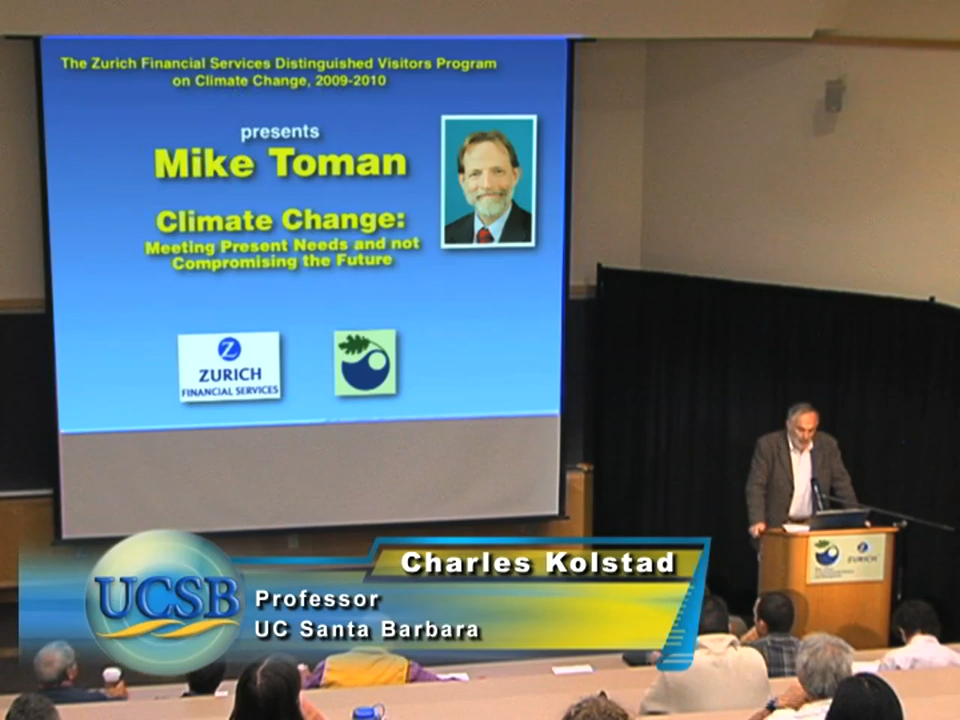 The Zurich Financial Services Distinguished Visitors Program
on Climate Change, 2009-2010
presents
Mike Toman
Climate Change:
Meeting Present Needs and not
Compromising the Future
Z
ZURICH
FINANCIAL SERVICES
ZURICH
Charles Kolstad
UCSB
Professor
UC Santa Barbara